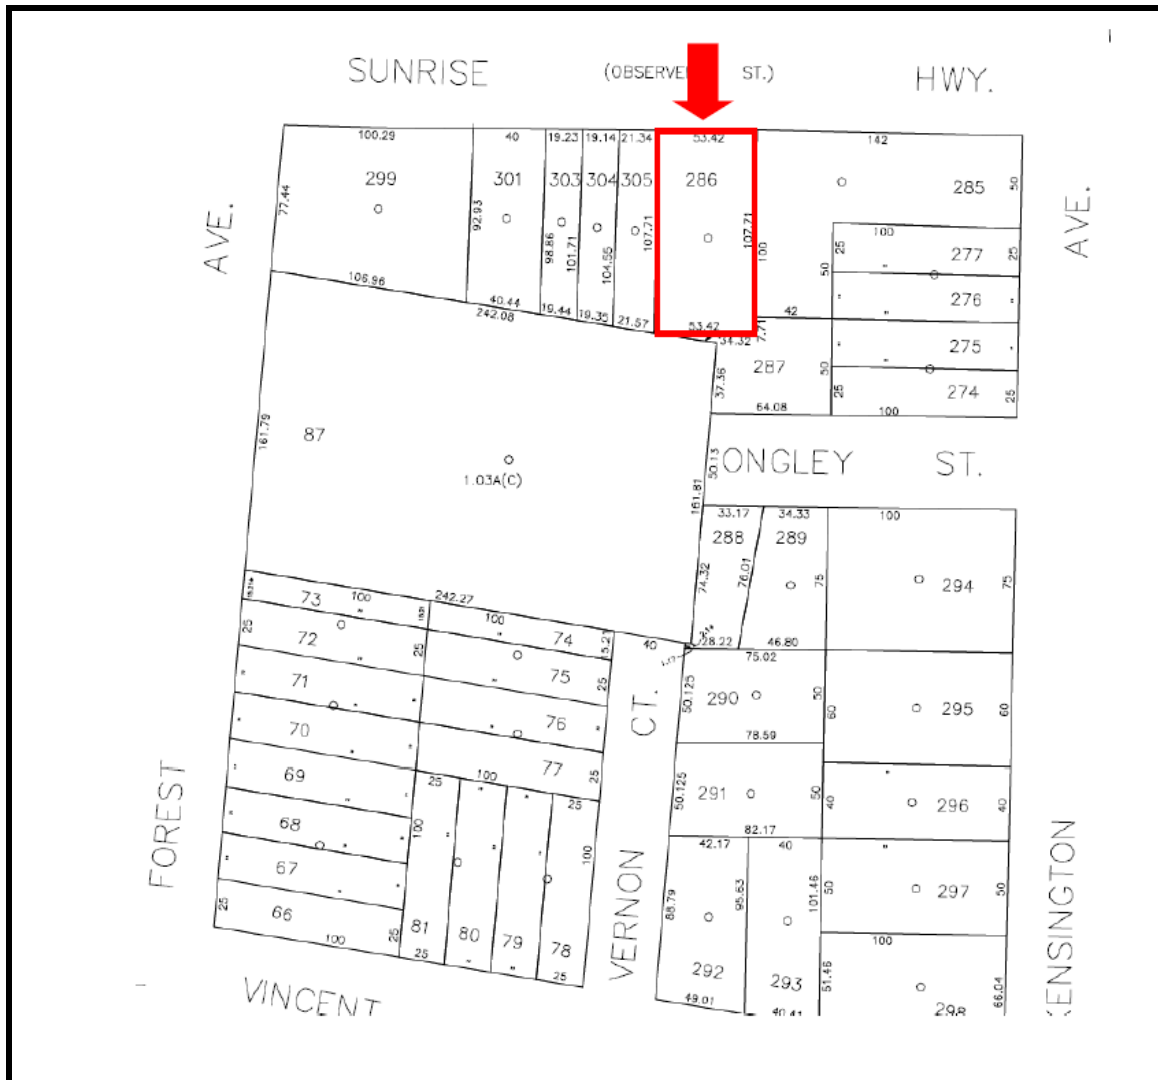 SUNRISE (OBSERVE ST.) HWY.
100.29 40 19.23 19.14 21.34 53.42 142
299 301 303 304 305 286 285 50
77.44 92.93 98.86 101.71 104.55 107.71 107.71 100
AVE. AVE.
100
25 277 25
50
276
106.96 40.44 19.44 19.35 21.57 53.42 42
242.08
34.32 7.71
275
287 50
37.36 25 274 25
64.08 100
87
161.79
1.03A(C)
50.13 ONGLEY ST.
161.81
33.17 34.33 100
288 289
74.32 76.01 75 294 75
242.27
73 100 100 74 15.21
40 28.22 46.80
25 72 25
75.02
75 25
71
50.125 290 50 60 295 60
CT.
76
70
78.59
77 25
69 25 100 25
50.125 291 50 40 296 40
FOREST
82.17
68 100 100
42.17 40
67
88.79 95.63 101.46 50 297 50
25 66 25
81 80 79 78
100
VERNON KENSINGTON
100
25 25
292 293 51.46 298 66.04
49.01 40.41
VINCENT